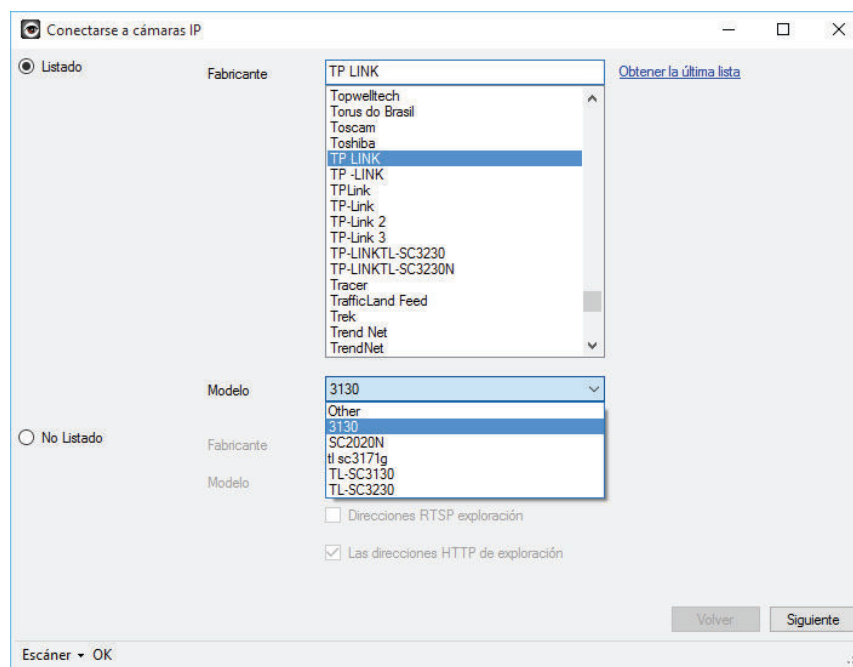 Conectarse a cámaras IP
Listado
Fabricante
TP LINK
Obtener la última lista
Topwelltech
Torus do Brasil
Toscam
Toshiba
TP LINK
TP -LINK
TPLink
TP-Link
TP-Link 2
TP-Link 3
TP-LINKTL-SC3230
TP-LINKTL-SC3230N
Tracer
TrafficLand Feed
Trek
Trend Net
TrendNet
Modelo
3130
Other
3130
SC2020N
tl sc3171g
TL-SC3130
TL-SC3230
No Listado
Fabricante
Modelo
Direcciones RTSP exploración
Las direcciones HTTP de exploración
Volver
Siguiente
Escáner
OK